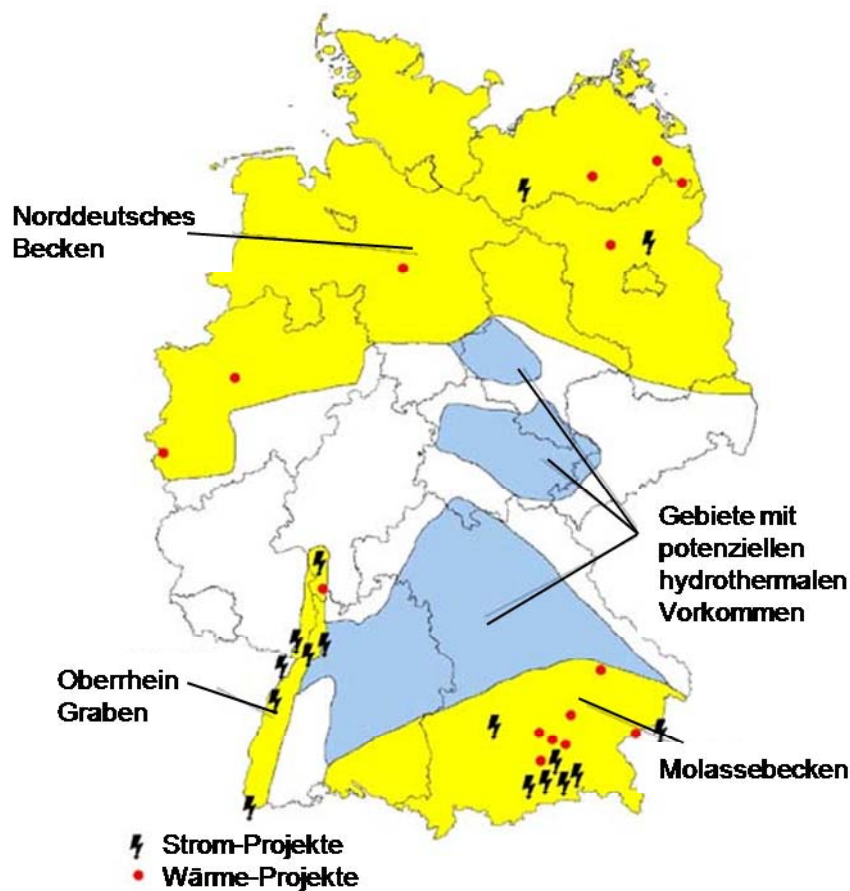 Norddeutsches
Becken
Gebiete mit
potenziellen
hydrothermalen
Vorkommen
Oberrhein
Graben
Molassebecken
Strom-Projekte
Wärme-Projekte